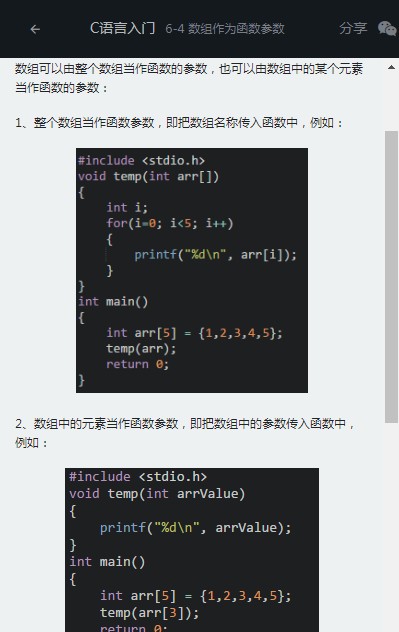 C语言入门 6-4 数组作为函数参数 分享
数组可以由整个数组当作函数的参数，也可以由数组中的某个元素
当作函数的参数：
1、整个数组当作函数参数，即把数组名称传入函数中，例如：
#include <stdio.h>
void temp(int arr[])
{
    int i;
    for(i=0; i<5; i++)
    {
        printf("%d\n", arr[i]);
    }
}
int main()
{
    int arr[5] = {1,2,3,4,5};
    temp(arr);
    return 0;
}
2、数组中的元素当作函数参数，即把数组中的参数传入函数中，
例如：
#include <stdio.h>
void temp(int arrValue)
{
    printf("%d\n", arrValue);
}
int main()
{
    int arr[5] = {1,2,3,4,5};
    temp(arr[3]);
    return 0;